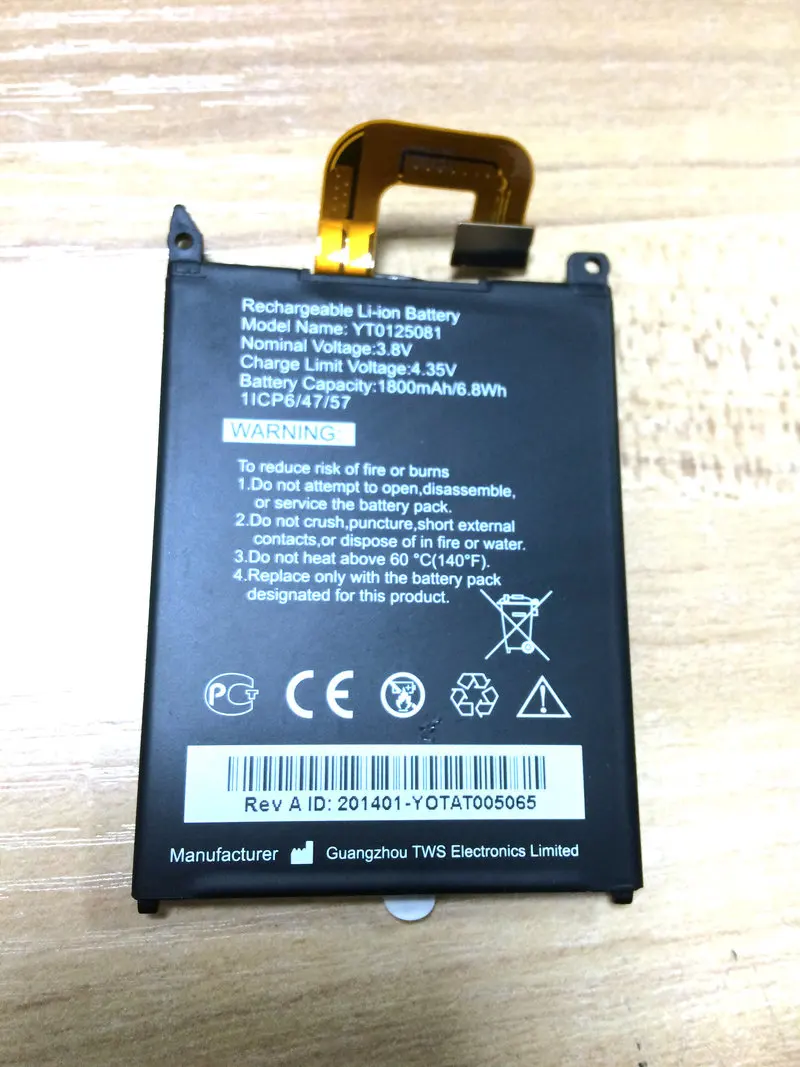 Rechargeable Li-ion Battery
Model Name: YT0125081
Nominal Voltage:3.8V
Charge Limit Voltage:4.35V
Battery Capacity:1800mAh/6.8Wh
1ICP6/47/57
WARNING:
To reduce risk of fire or burns
1.Do not attempt to open,disassemble,
or service the battery pack.
2.Do not crush,puncture,short external
contacts,or dispose of in fire or water.
3.Do not heat above 60 °C(140°F).
4.Replace only with the battery pack
designated for this product.
PCT CE
Rev A ID: 201401-YOTAT005065
Manufacturer Guangzhou TWS Electronics Limited